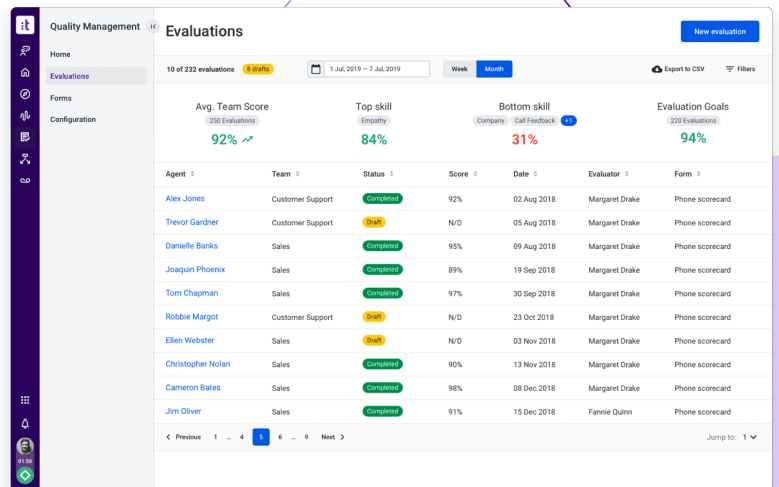 :t
Quality Management
Home
Evaluations
Forms
Configuration
01:58
Evaluations
New evaluation
10 of 232 evaluations 8 drafts 1 Jul, 2019 — 7 Jul, 2019 Week Month Export to CSV Filters
Avg. Team Score Top skill Bottom skill Evaluation Goals
250 Evaluations Empathy Company Call Feedback +1 220 Evaluations
92% 84% 31% 94%
Agent Team Status Score Date Evaluator Form
Alex Jones Customer Support Completed 92% 02 Aug 2018 Margaret Drake Phone scorecard
Trevor Gardner Customer Support Draft N/D 05 Aug 2018 Margaret Drake Phone scorecard
Danielle Banks Sales Completed 95% 09 Aug 2018 Margaret Drake Phone scorecard
Joaquin Phoenix Sales Completed 89% 19 Sep 2018 Margaret Drake Phone scorecard
Tom Chapman Sales Completed 97% 30 Sep 2018 Margaret Drake Phone scorecard
Robbie Margot Customer Support Draft N/D 23 Oct 2018 Margaret Drake Phone scorecard
Ellen Webster Sales Draft N/D 03 Nov 2018 Margaret Drake Phone scorecard
Christopher Nolan Sales Completed 90% 13 Nov 2018 Margaret Drake Phone scorecard
Cameron Bates Sales Completed 98% 08 Dec 2018 Margaret Drake Phone scorecard
Jim Oliver Sales Completed 91% 15 Dec 2018 Fannie Quinn Phone scorecard
Previous 1 ... 4 5 6 ... 9 Next Jump to: 1